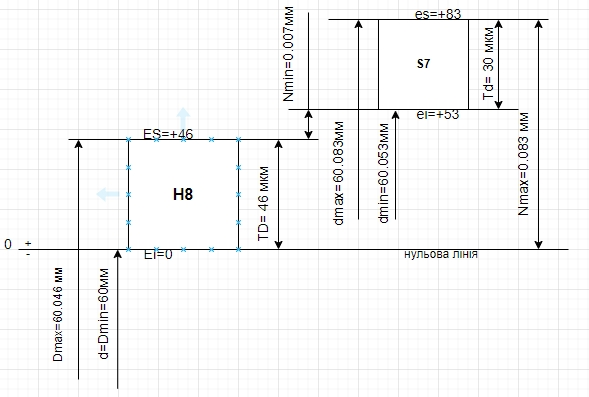 es=+83
S7
Td= 30 мкм
Nmin=0.007мм
ei=+53
dmax=60.083мм
dmin=60.053мм
Nmax=0.083 мм
ES=+46
H8
TD= 46 мкм
0
+
-
EI=0
нульова лінія
Dmax=60.046 мм
d=Dmin=60мм